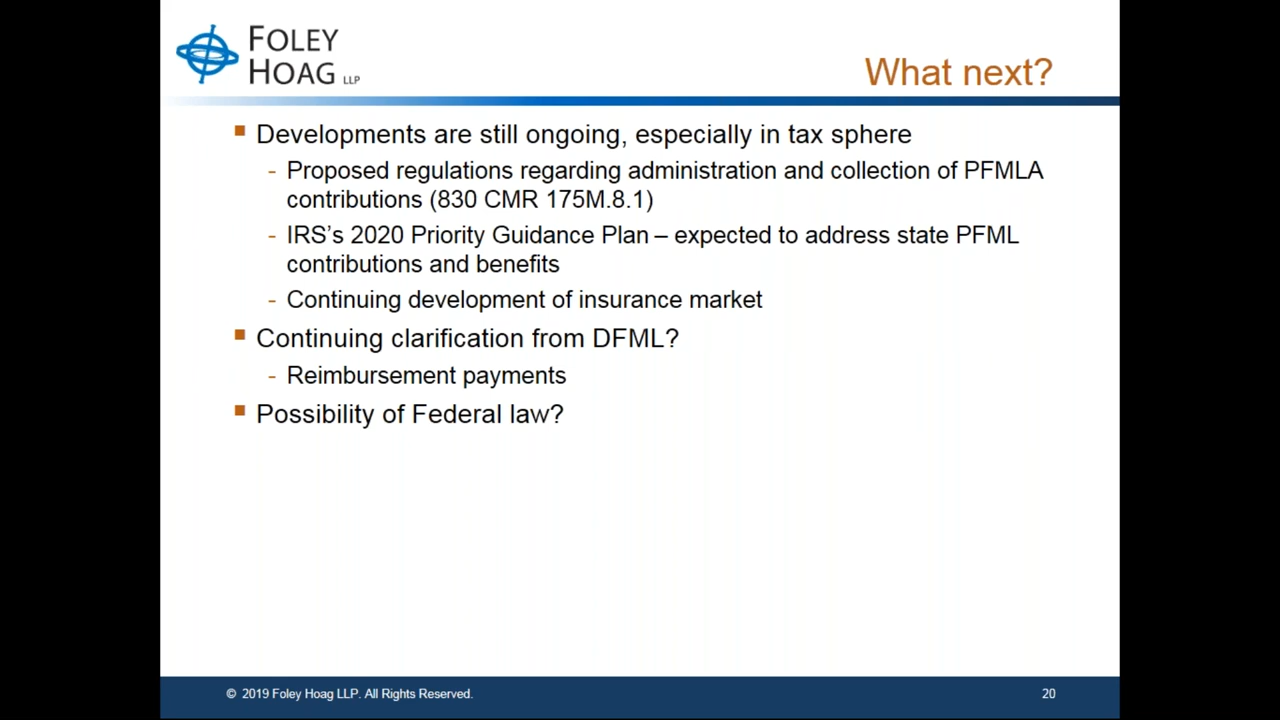 FOLEY
HOAG LLP
What next?
Developments are still ongoing, especially in tax sphere
- Proposed regulations regarding administration and collection of PFMLA
contributions (830 CMR 175M.8.1)
- IRS’s 2020 Priority Guidance Plan – expected to address state PFML
contributions and benefits
- Continuing development of insurance market
Continuing clarification from DFML?
- Reimbursement payments
Possibility of Federal law?
© 2019 Foley Hoag LLP. All Rights Reserved.
20